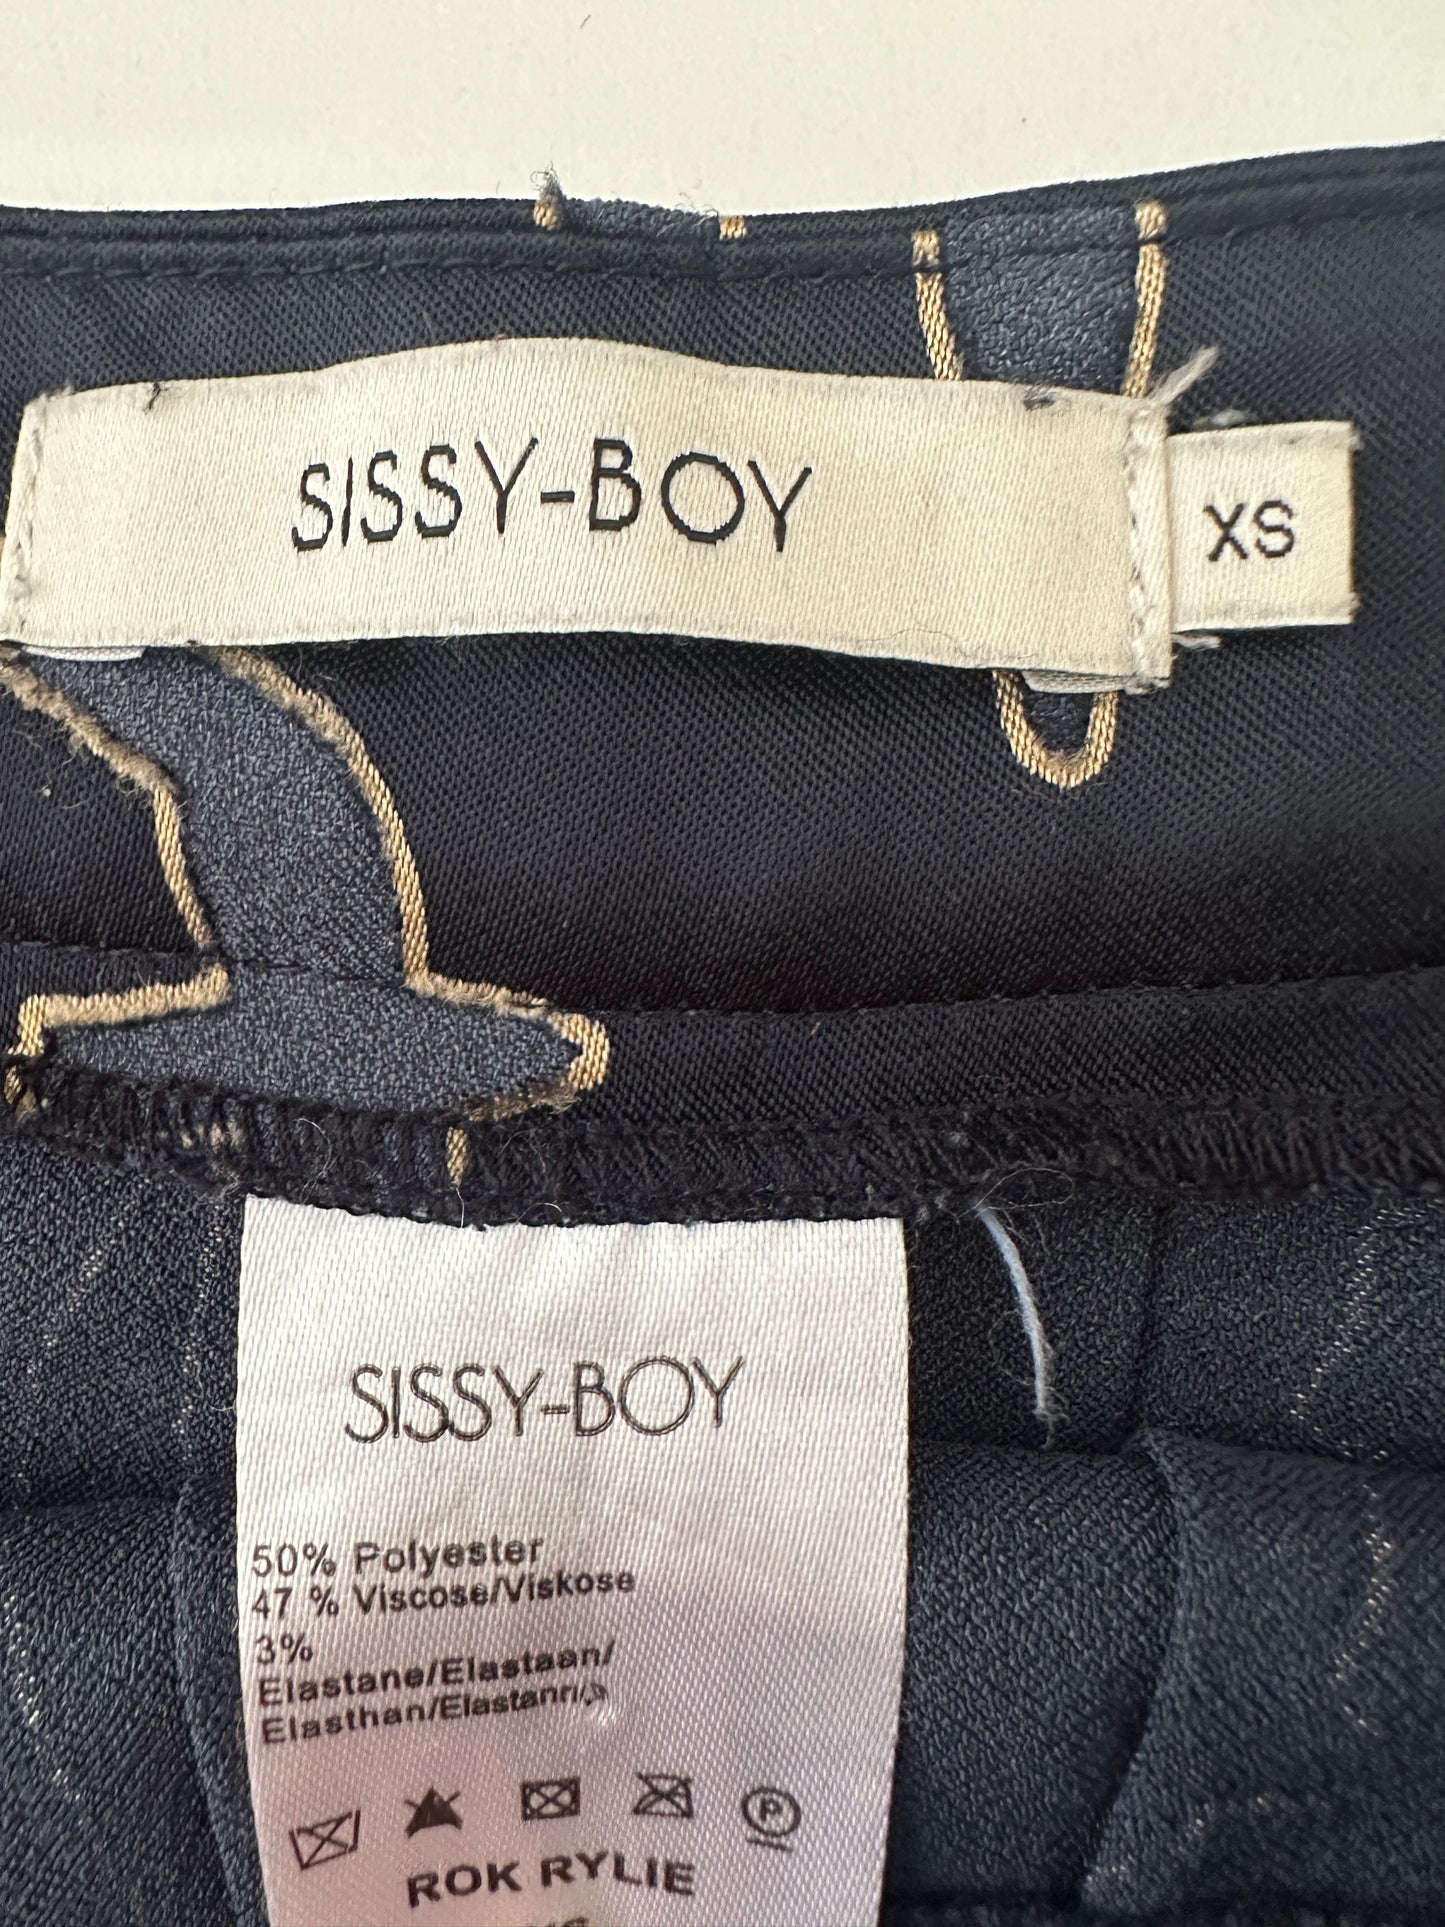 SISSY-BOY
XS
SISSY-BOY
50% Polyester
47 % Viscose/Viskose
3%
Elastane/Elastaan/
Elasthan/Elastann
P
ROK RYLIE